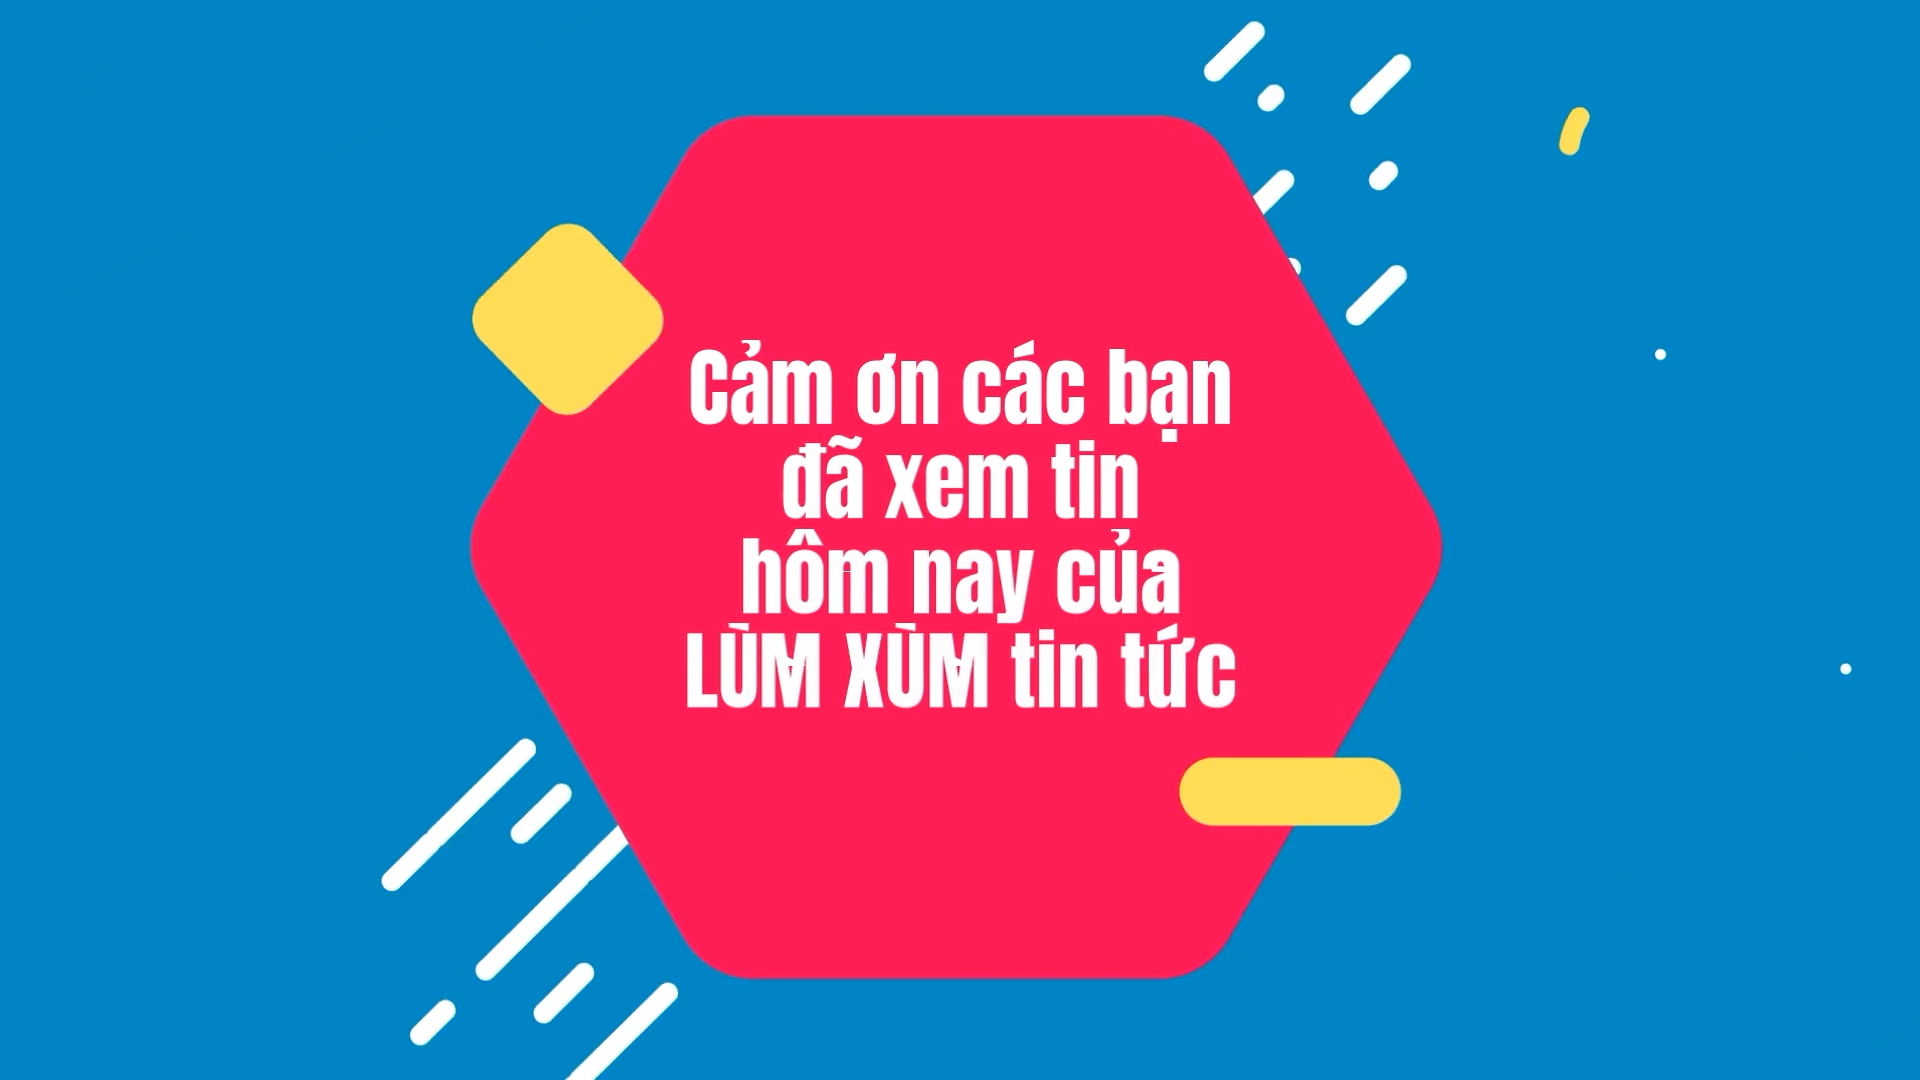 Cảm ơn các bạn
đã xem tin
hôm nay của
LÙM XÙM tin tức